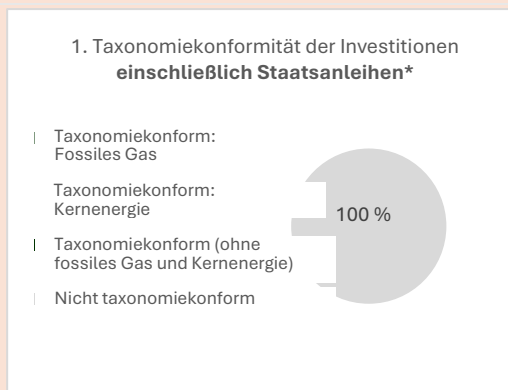 1. Taxonomiekonformität der Investitionen
einschließlich Staatsanleihen*
Taxonomiekonform:
Fossiles Gas
Taxonomiekonform:
Kernenergie
Taxonomiekonform (ohne
fossiles Gas und Kernenergie)
Nicht taxonomiekonform
100 %